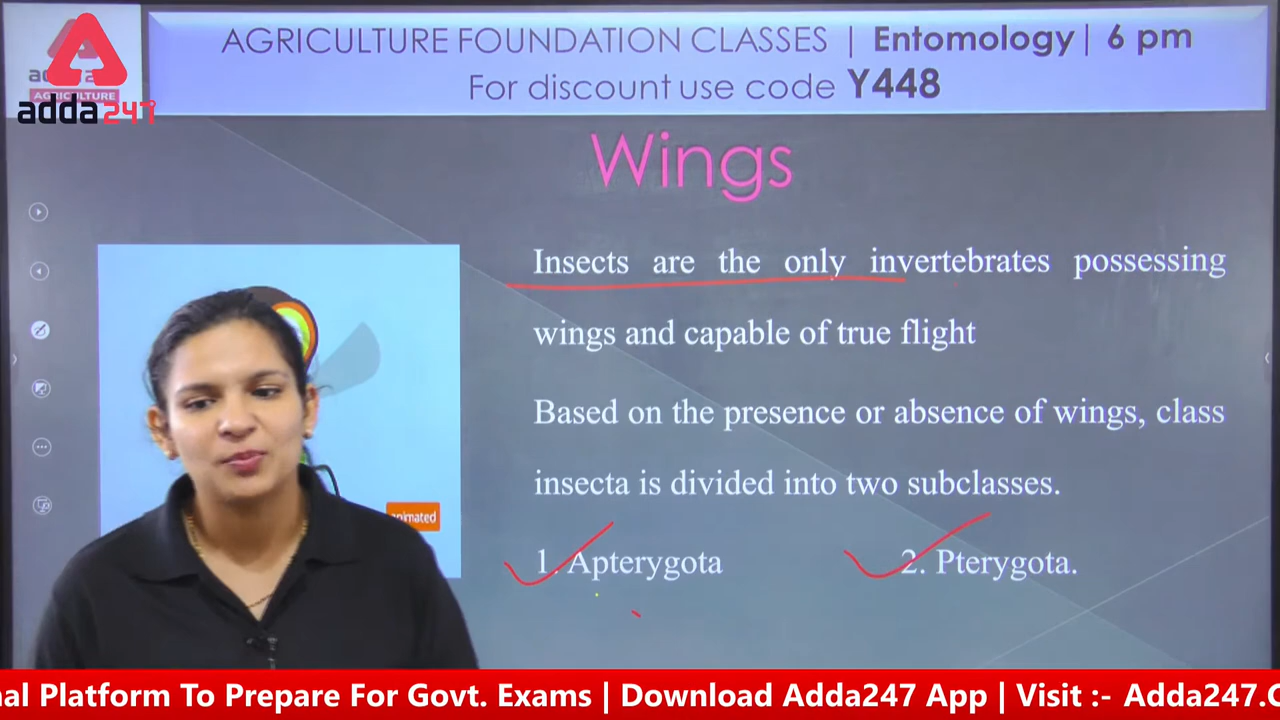 AGRICULTURE FOUNDATION CLASSES | Entomology| 6 pm
For discount use code Y448
AGRICULTURE
adda247
Wings
Insects are the only invertebrates possessing
wings and capable of true flight
Based on the presence or absence of wings, class
insecta is divided into two subclasses.
1. Apterygota 2. Pterygota.
animated
nal Platform To Prepare For Govt. Exams | Download Adda247 App | Visit :- Adda247.C